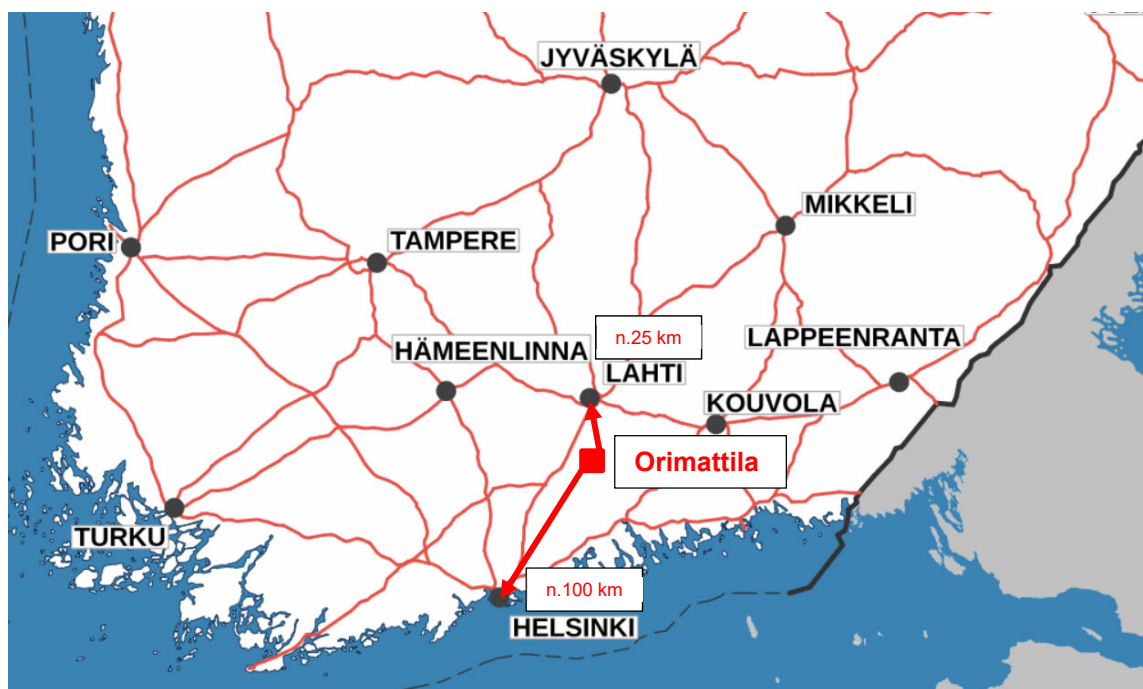 JYVÄSKYLÄ
MIKKELI
PORI
TAMPERE
n.25 km
LAPPEENRANTA
HÄMEENLINNA
LAHTI
KOUVOLA
Orimattila
TURKU
n.100 km
HELSINKI